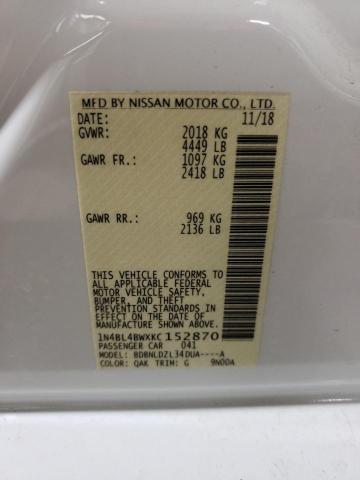 MFD BY NISSAN MOTOR CO., LTD.
DATE: 11/18
GVWR: 2018 KG
4449 LB
GAWR FR.: 1097 KG
2418 LB
GAWR RR.: 969 KG
2136 LB
THIS VEHICLE CONFORMS TO
ALL APPLICABLE FEDERAL
MOTOR VEHICLE SAFETY,
BUMPER, AND THEFT
PREVENTION STANDARDS IN
EFFECT ON THE DATE OF
MANUFACTURE SHOWN ABOVE.
1N4BL4BWXKC152870
PASSENGER CAR 041
MODEL: BDBNLDZL34DUA----A
COLOR: QAK TRIM: G 9N00A